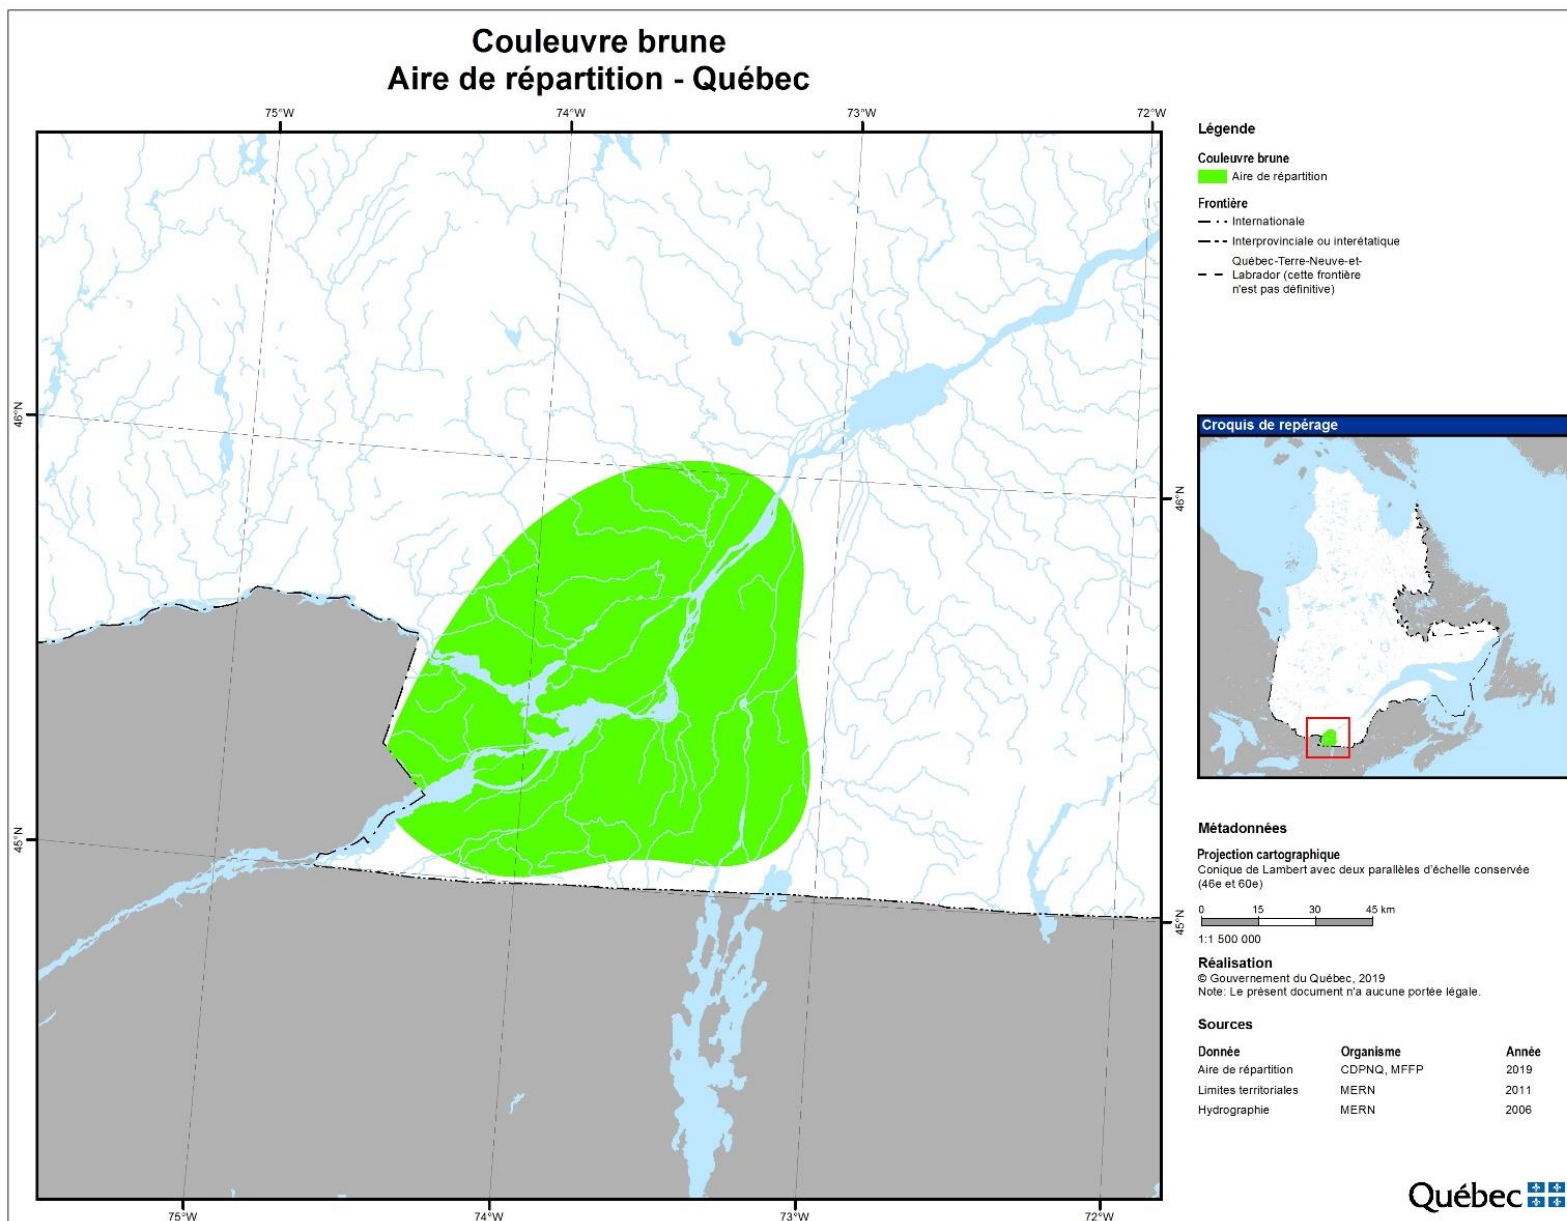 Couleuvre brune
Aire de répartition - Québec
75°W
74°W
73°W
72°W
46°N
46°N
45°N
45°N
75°W
74°W
73°W
72°W
Légende
Couleuvre brune
Aire de répartition
Frontière
Internationale
Interprovinciale ou interétatique
Québec-Terre-Neuve-et-
Labrador (cette frontière
n'est pas définitive)
Croquis de repérage
Métadonnées
Projection cartographique
Conique de Lambert avec deux parallèles d'échelle conservée
(46e et 60e)
0 15 30 45 km
1:1 500 000
Réalisation
© Gouvernement du Québec, 2019
Note: Le présent document n'a aucune portée légale.
Sources
Donnée Organisme Année
Aire de répartition CDPNQ, MFFP 2019
Limites territoriales MERN 2011
Hydrographie MERN 2006
Québec